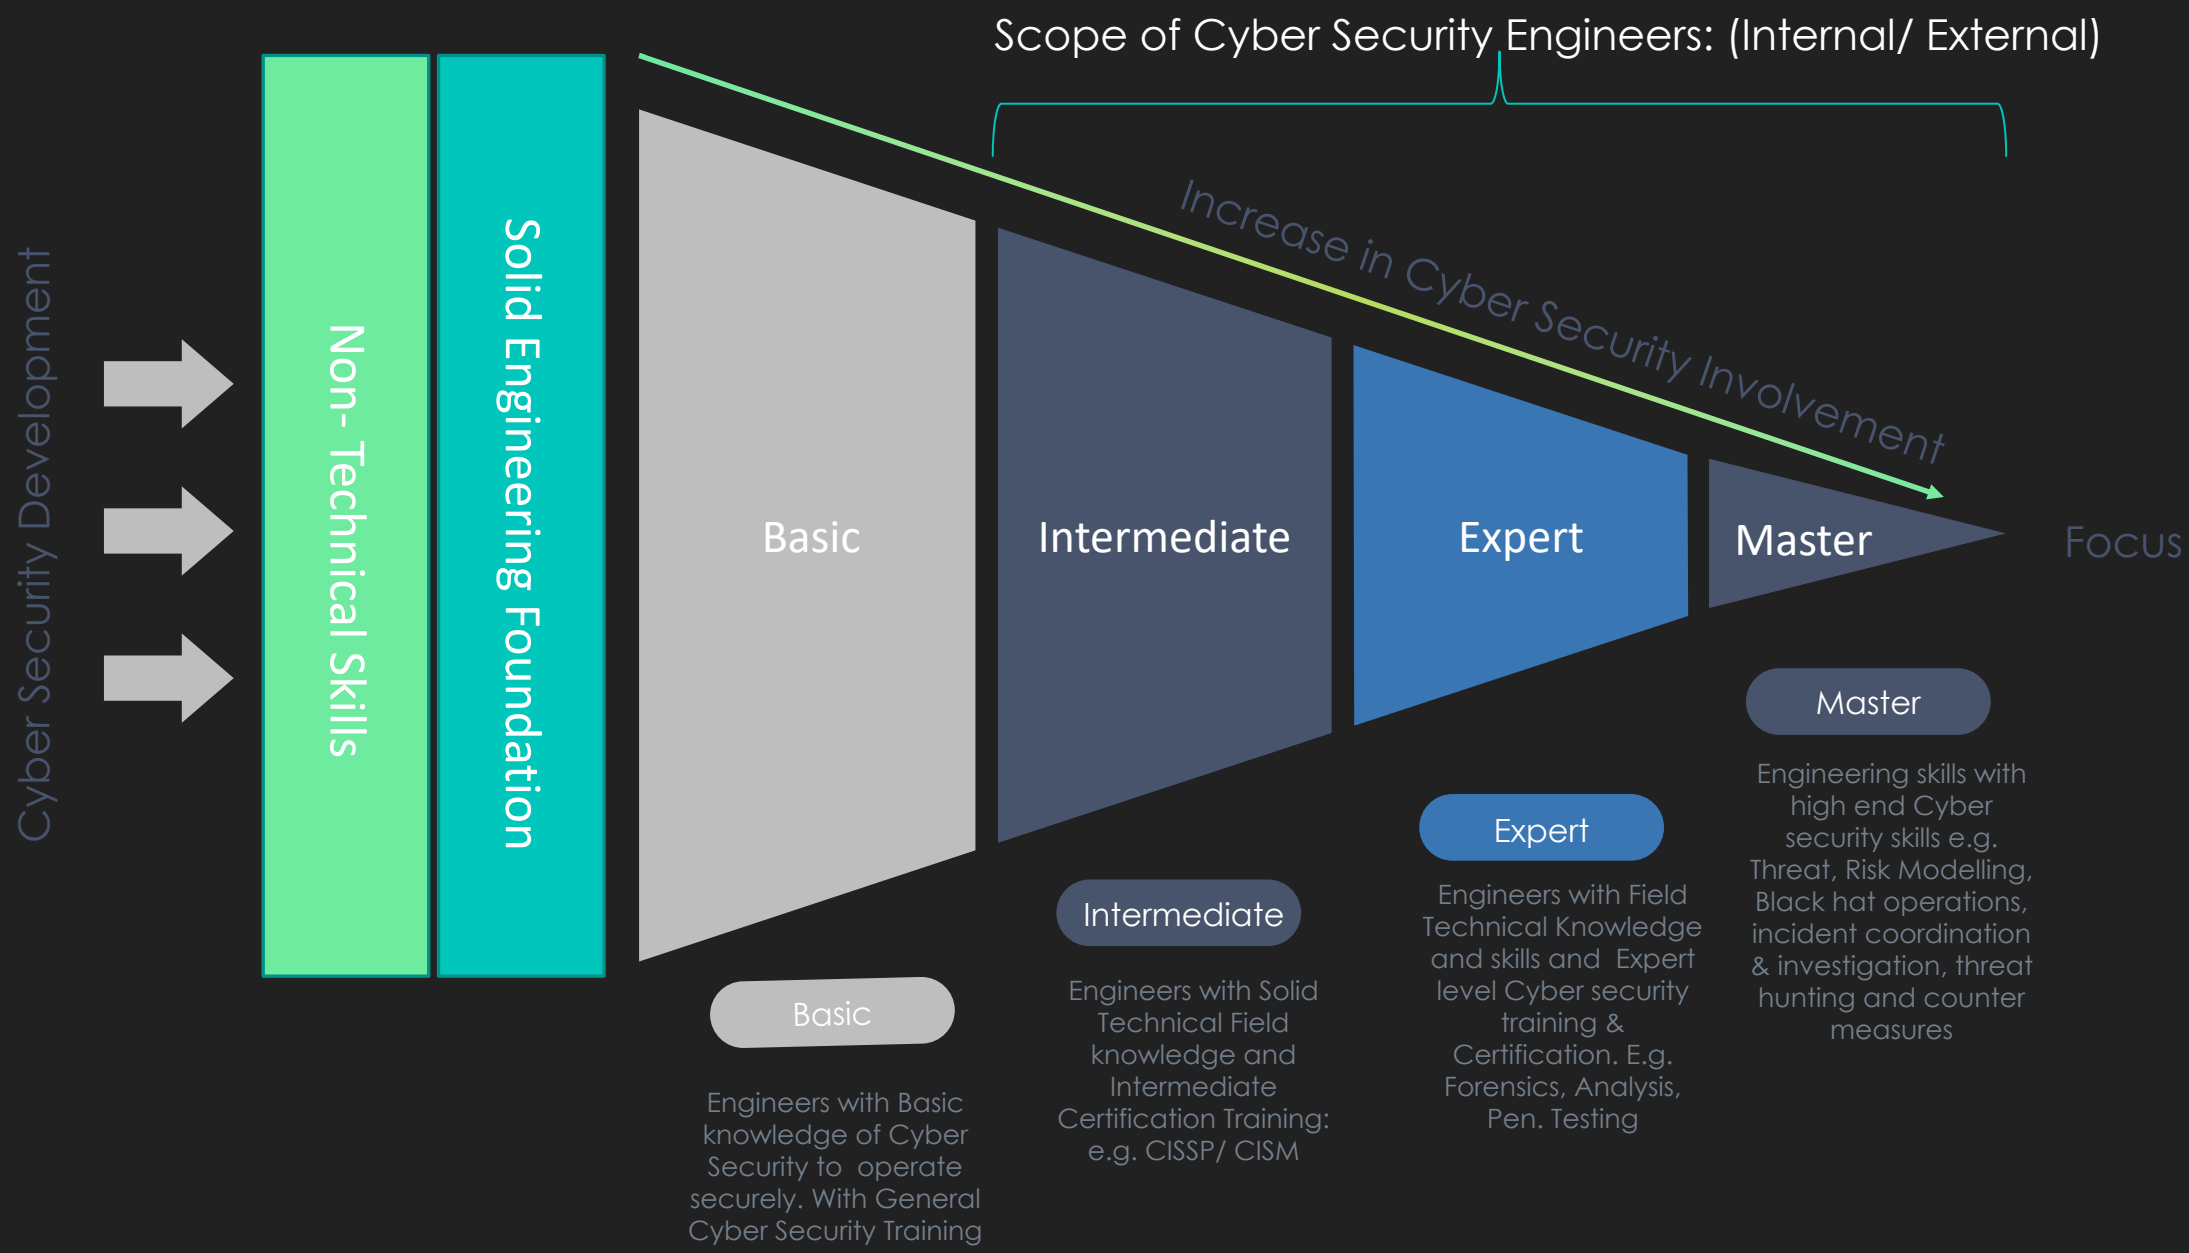 Scope of Cyber Security Engineers: (Internal/ External)
Cyber Security Development
Non- Technical Skills
Solid Engineering Foundation
Increase in Cyber Security Involvement
Basic
Intermediate
Expert
Master
Focus
Basic
Engineers with Basic
knowledge of Cyber
Security to operate
securely. With General
Cyber Security Training
Intermediate
Engineers with Solid
Technical Field
knowledge and
Intermediate
Certification Training:
e.g. CISSP/ CISM
Expert
Engineers with Field
Technical Knowledge
and skills and Expert
level Cyber security
training &
Certification. E.g.
Forensics, Analysis,
Pen. Testing
Master
Engineering skills with
high end Cyber
security skills e.g.
Threat, Risk Modelling,
Black hat operations,
incident coordination
& investigation, threat
hunting and counter
measures